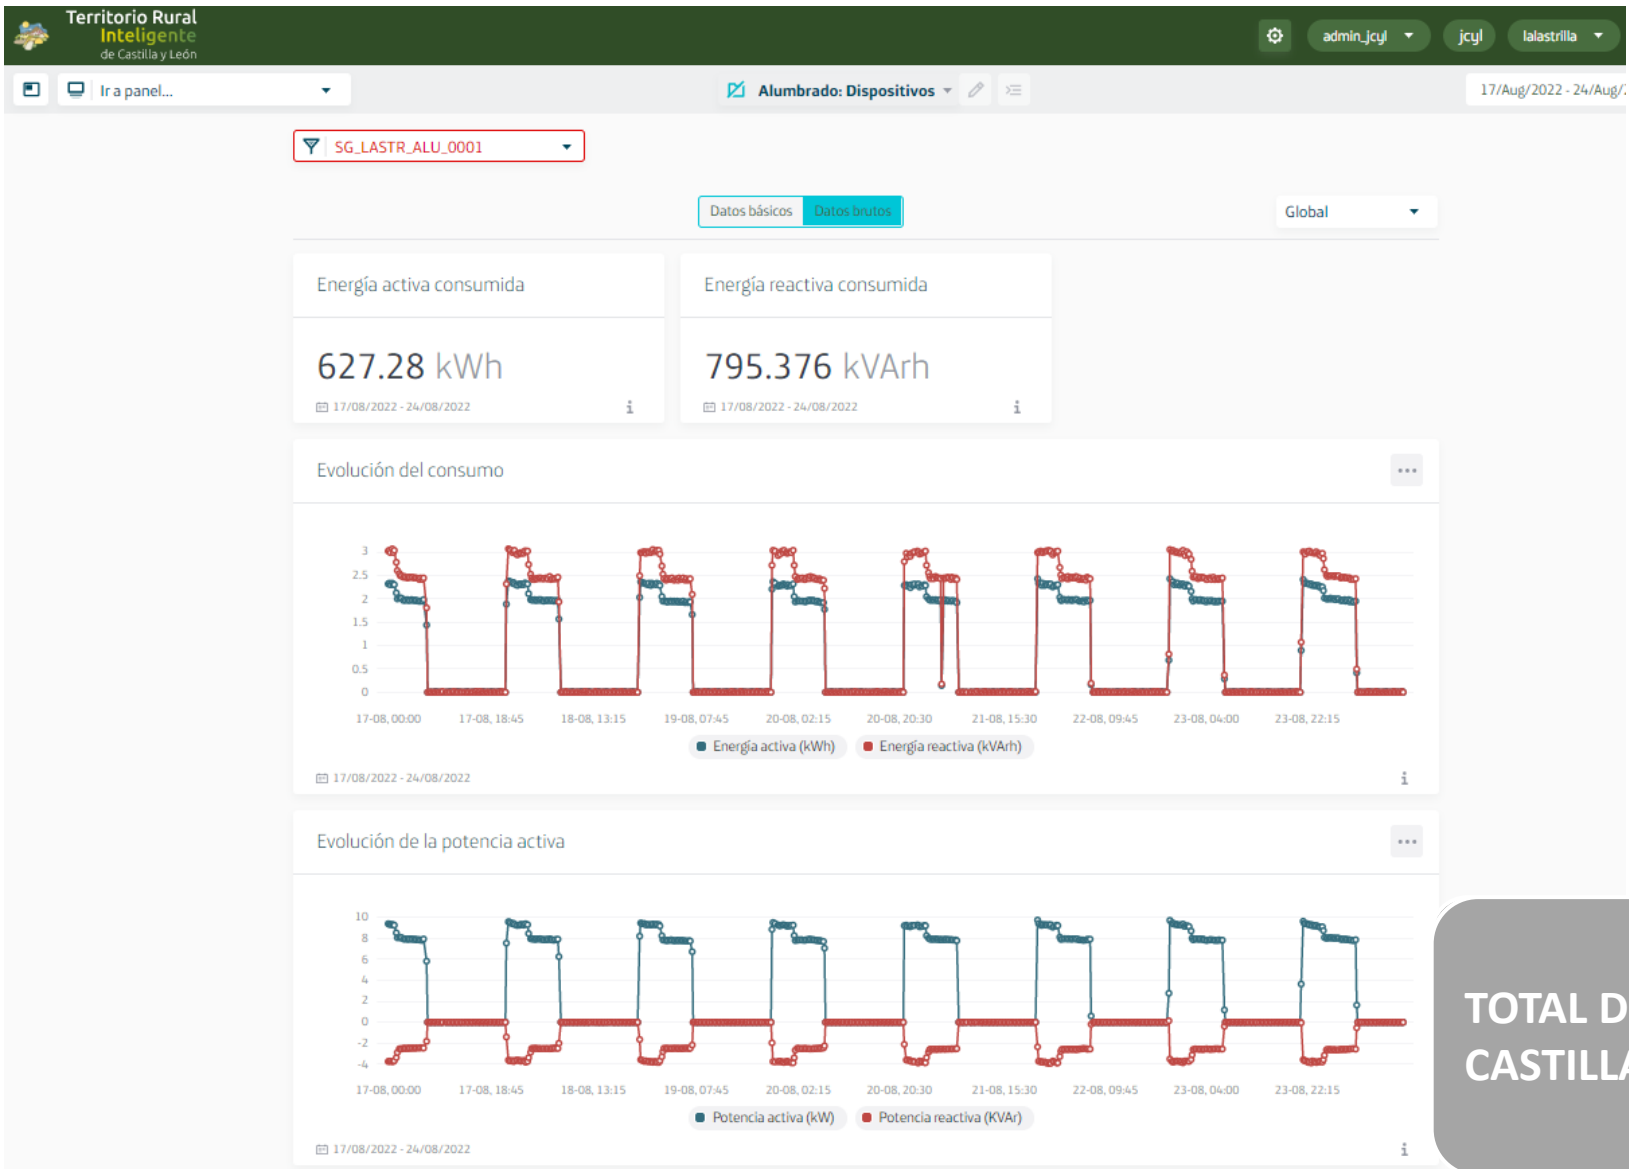 Territorio Rural
Inteligente
de Castilla y León
admin_jcyl
jcyl
lalastrilla
Ir a panel...
Alumbrado: Dispositivos
17/Aug/2022 - 24/Aug/
SG_LASTR_ALU_0001
Datos básicos
Datos brutos
Global
Energía activa consumida
Energía reactiva consumida
627.28 kWh
795.376 kVArh
17/08/2022 - 24/08/2022
i
17/08/2022 - 24/08/2022
i
Evolución del consumo
3
2.5
2
1.5
1
0.5
0
17-08, 00:00
17-08, 18:45
18-08, 13:15
19-08, 07:45
20-08, 02:15
20-08, 20:30
21-08, 15:30
22-08, 09:45
23-08, 04:00
23-08, 22:15
Energía activa (kWh)
Energía reactiva (kVArh)
17/08/2022 - 24/08/2022
i
Evolución de la potencia activa
10
8
6
4
2
0
-2
-4
17-08, 00:00
17-08, 18:45
18-08, 13:15
19-08, 07:45
20-08, 02:15
20-08, 20:30
21-08, 15:30
22-08, 09:45
23-08, 04:00
23-08, 22:15
Potencia activa (kW)
Potencia reactiva (KVAr)
17/08/2022 - 24/08/2022
i
TOTAL D
CASTILLA